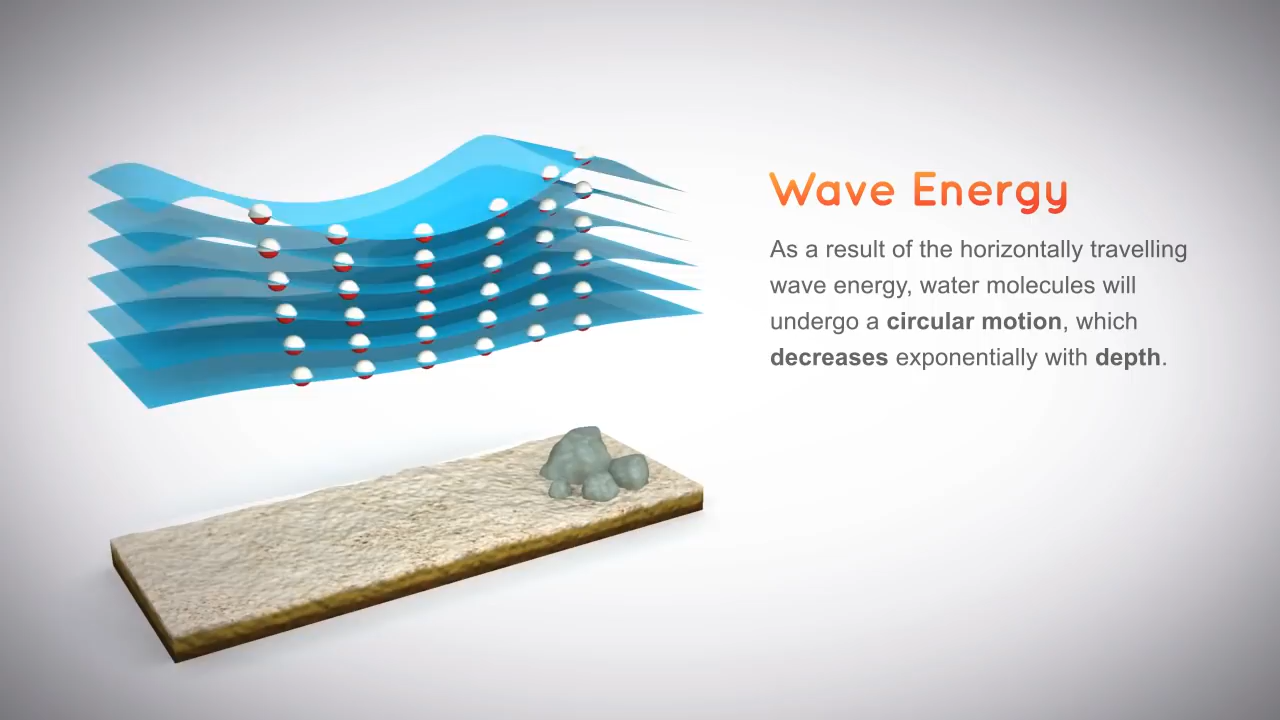 Wave Energy
As a result of the horizontally travelling
wave energy, water molecules will
undergo a circular motion, which
decreases exponentially with depth.